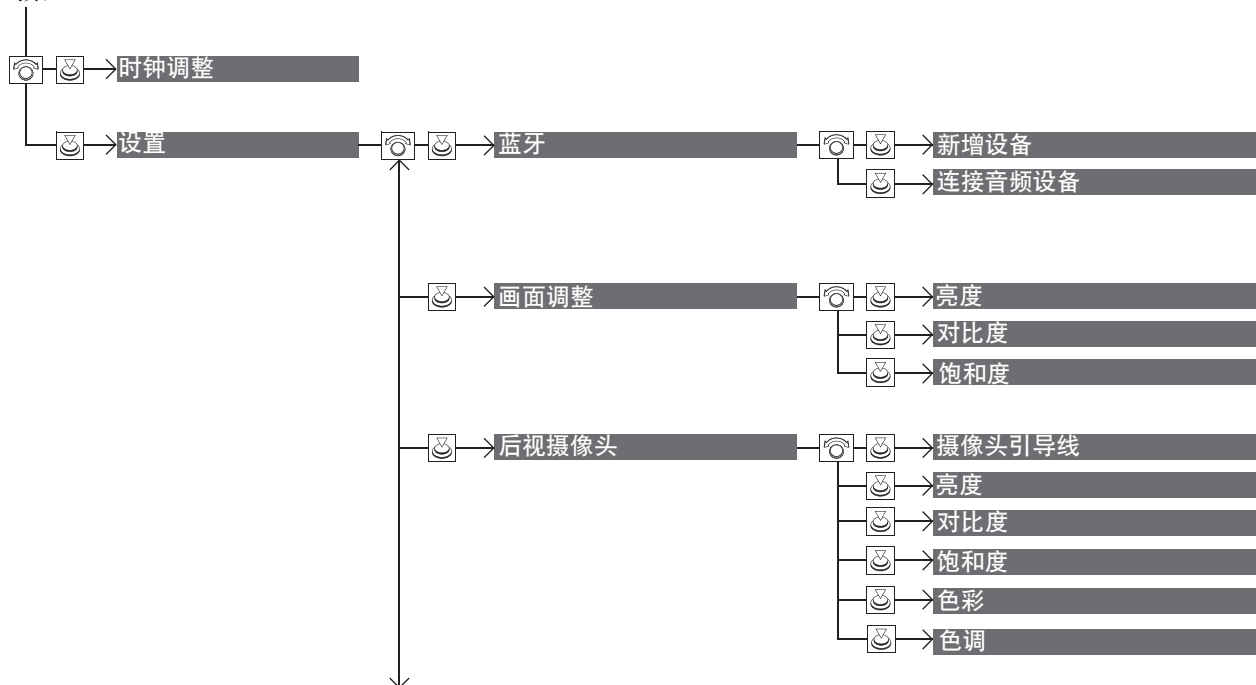 时钟调整
设置
蓝牙
新增设备
连接音频设备
画面调整
亮度
对比度
饱和度
后视摄像头
摄像头引导线
亮度
对比度
饱和度
色彩
色调